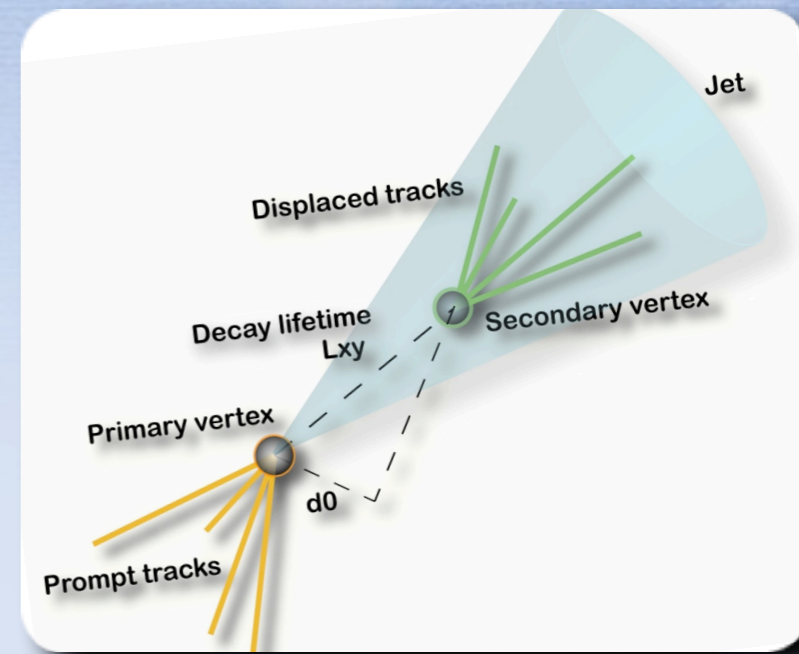 Jet
Displaced tracks
Secondary vertex
Decay lifetime
Lxy
Primary vertex
d0
Prompt tracks